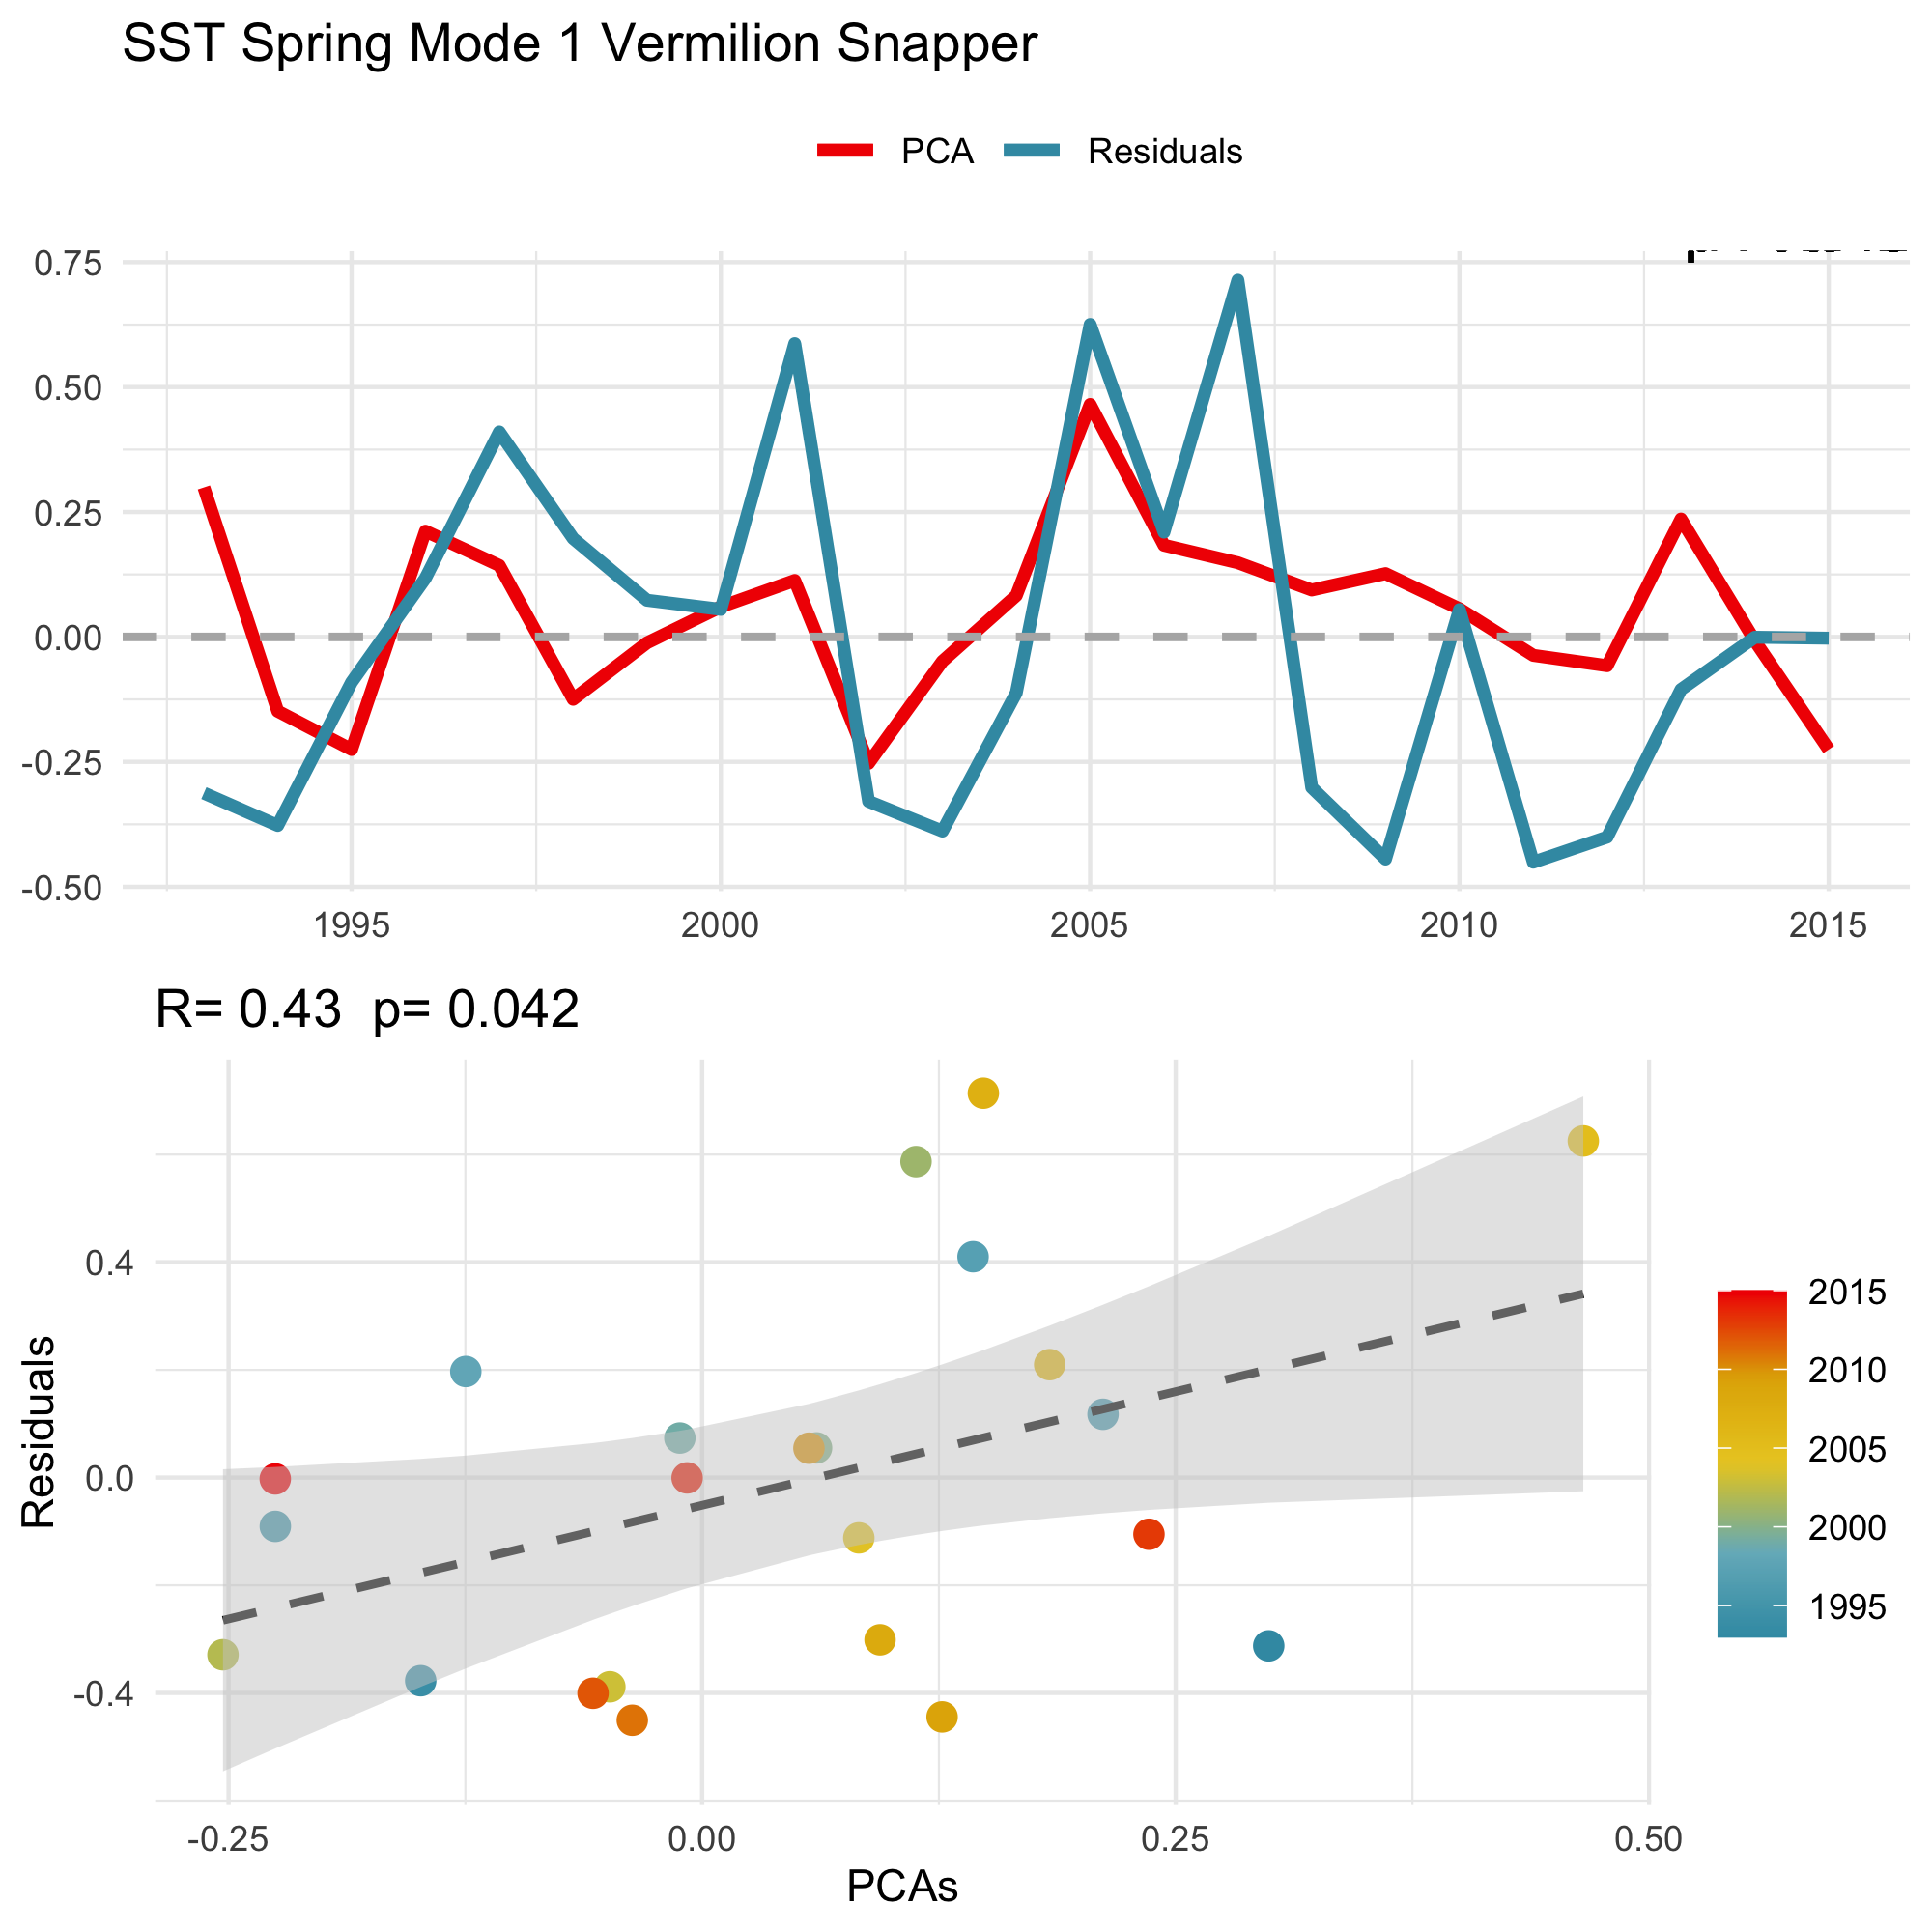 SST Spring Mode 1 Vermilion Snapper
PCA Residuals
0.75
0.50
0.25
0.00
-0.25
-0.50
1995 2000 2005 2010 2015
R= 0.43 p= 0.042
Residuals
0.4
0.0
-0.4
-0.25 0.00 0.25 0.50
PCAs
2015
2010
2005
2000
1995